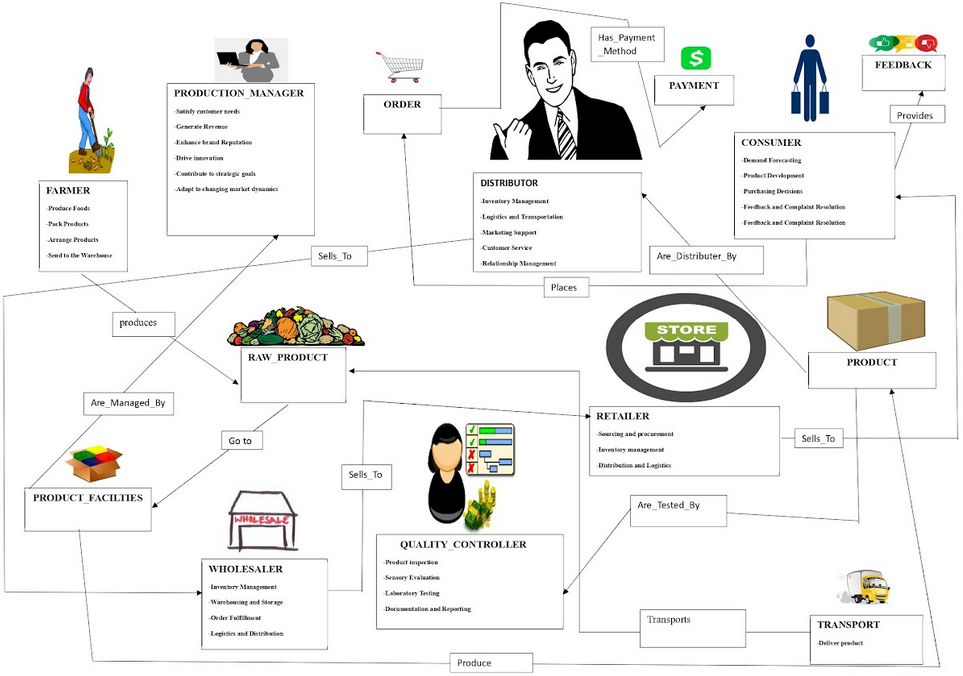 Has_Payment
_Method
PAYMENT
FEEDBACK
Provides
PRODUCTION_MANAGER
-Satisfy customer needs
-Generate Revenue
-Enhance brand Reputation
-Drive innovation
-Contribute to strategic goals
-Adapt to changing market dynamics
ORDER
CONSUMER
-Demand Forecasting
-Product Development
-Purchasing Decisions
-Feedback and Complaint Resolution
-Feedback and Complaint Resolution
FARMER
-Produce Foods
-Pack Products
-Arrange Products
-Send to the Warehouse
DISTRIBUTOR
-Inventory Management
-Logistics and Transportation
-Marketing Support
-Customer Service
-Relationship Management
Sells_To
Are_Distributer_By
Places
produces
RAW_PRODUCT
STORE
PRODUCT
Are_Managed_By
Go to
RETAILER
-Sourcing and procurement
-Inventory management
-Distribution and Logistics
Sells_To
Sells_To
PRODUCT_FACILTIES
Are_Tested_By
WHOLESALE
QUALITY_CONTROLLER
-Product inspection
-Sensory Evaluation
-Laboratory Testing
-Documentation and Reporting
WHOLESALER
-Inventory Management
-Warehousing and Storage
-Order Fulfillment
-Logistics and Distribution
Transports
TRANSPORT
-Deliver product
Produce